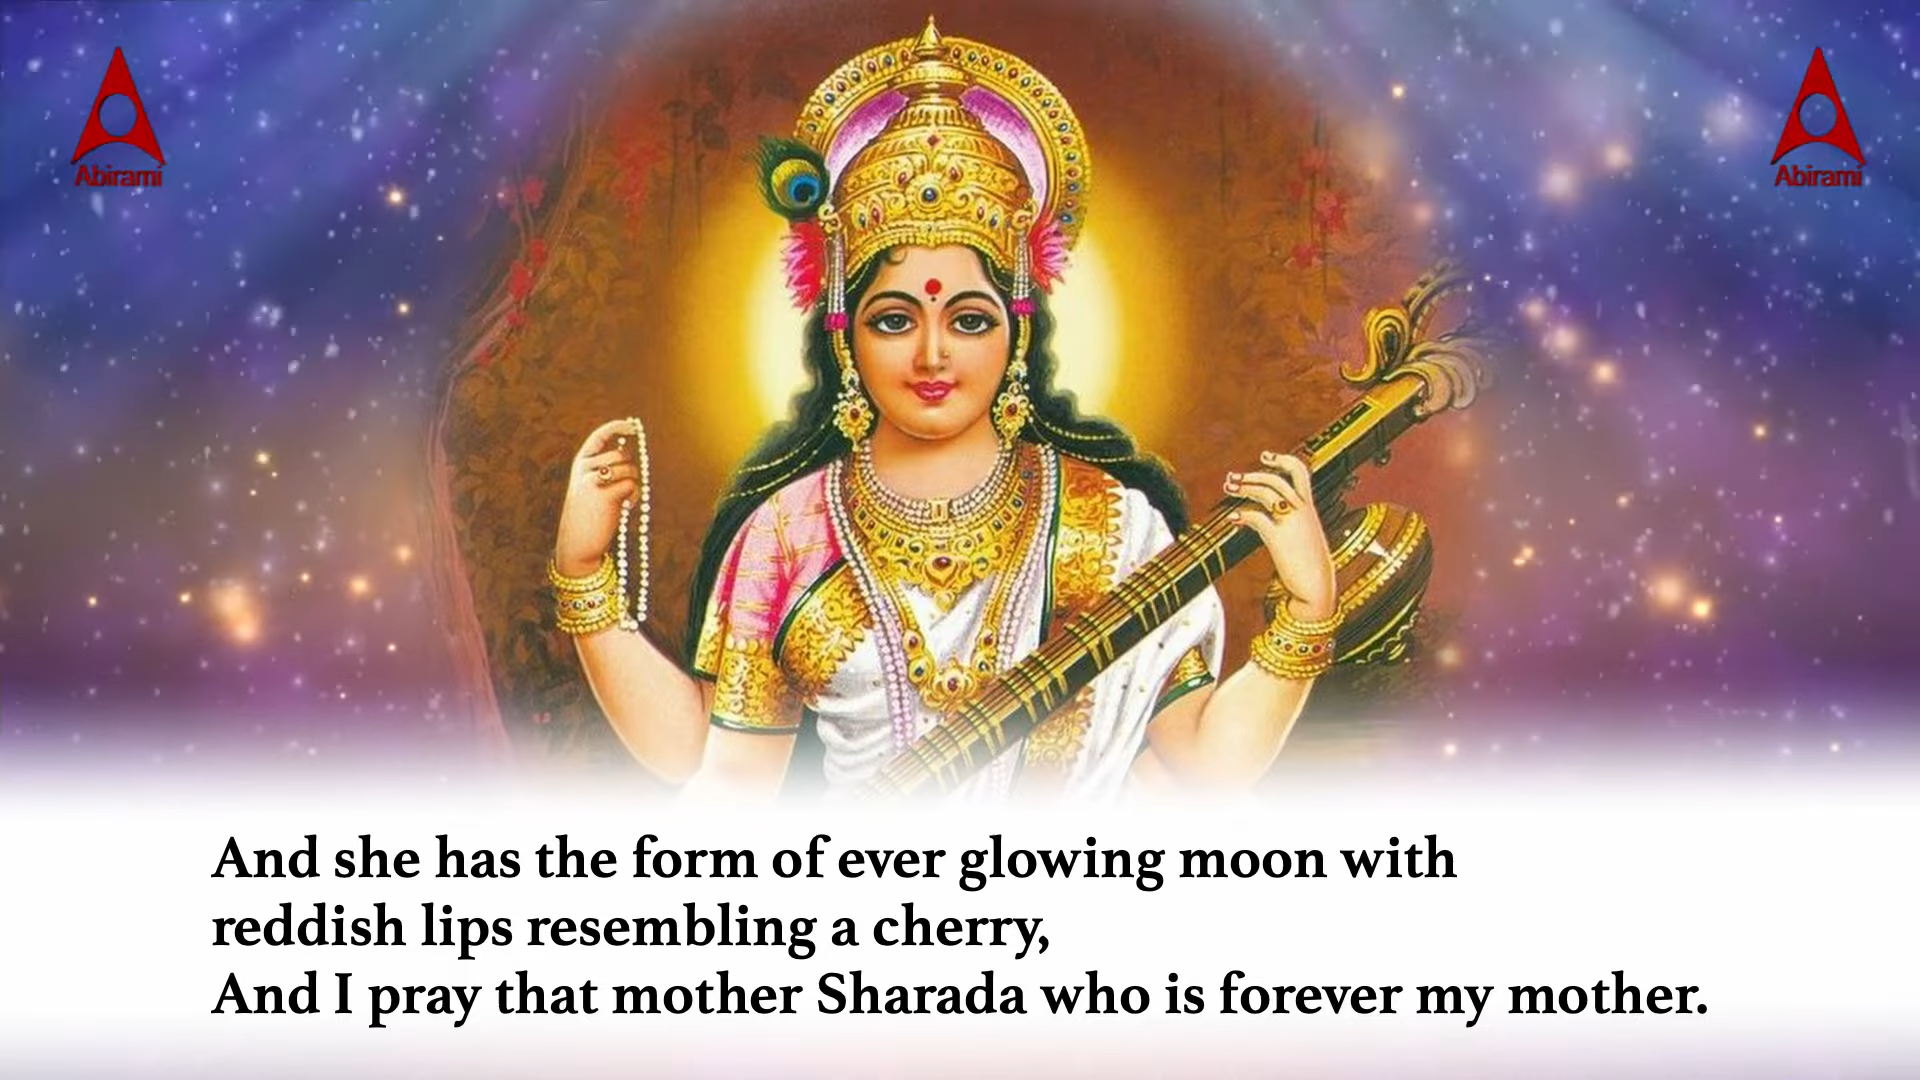 Abirami
Abirami
And she has the form of ever glowing moon with
reddish lips resembling a cherry,
And I pray that mother Sharada who is forever my mother.